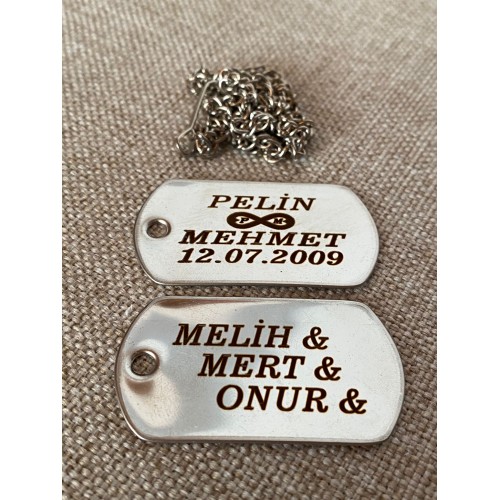 PELİN
P M
MEHMET
12.07.2009
MELİH &
MERT &
ONUR &